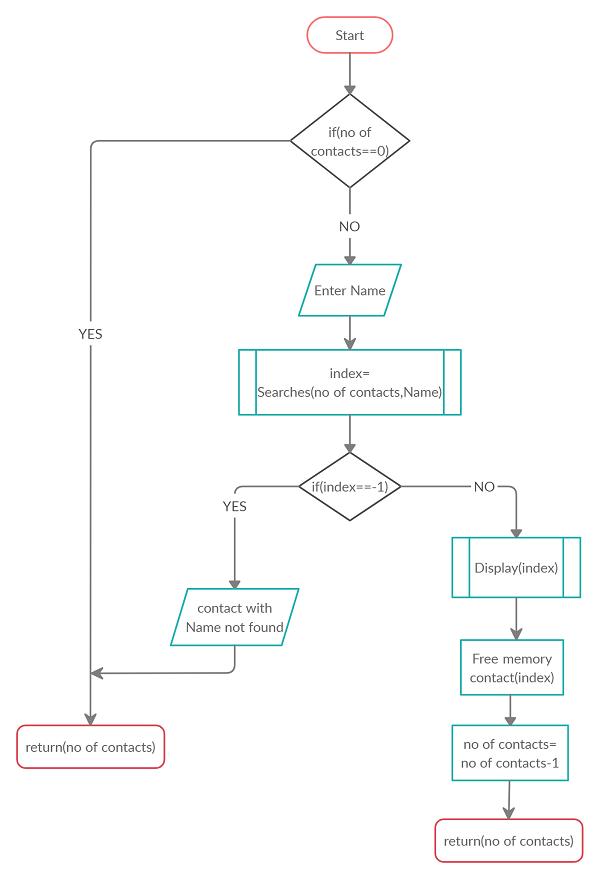 Start
if(no of
contacts==0)
NO
YES
Enter Name
index=
Searches(no of contacts,Name)
if(index==-1)
YES
NO
Display(index)
contact with
Name not found
Free memory
contact(index)
return(no of contacts)
no of contacts=
no of contacts-1
return(no of contacts)